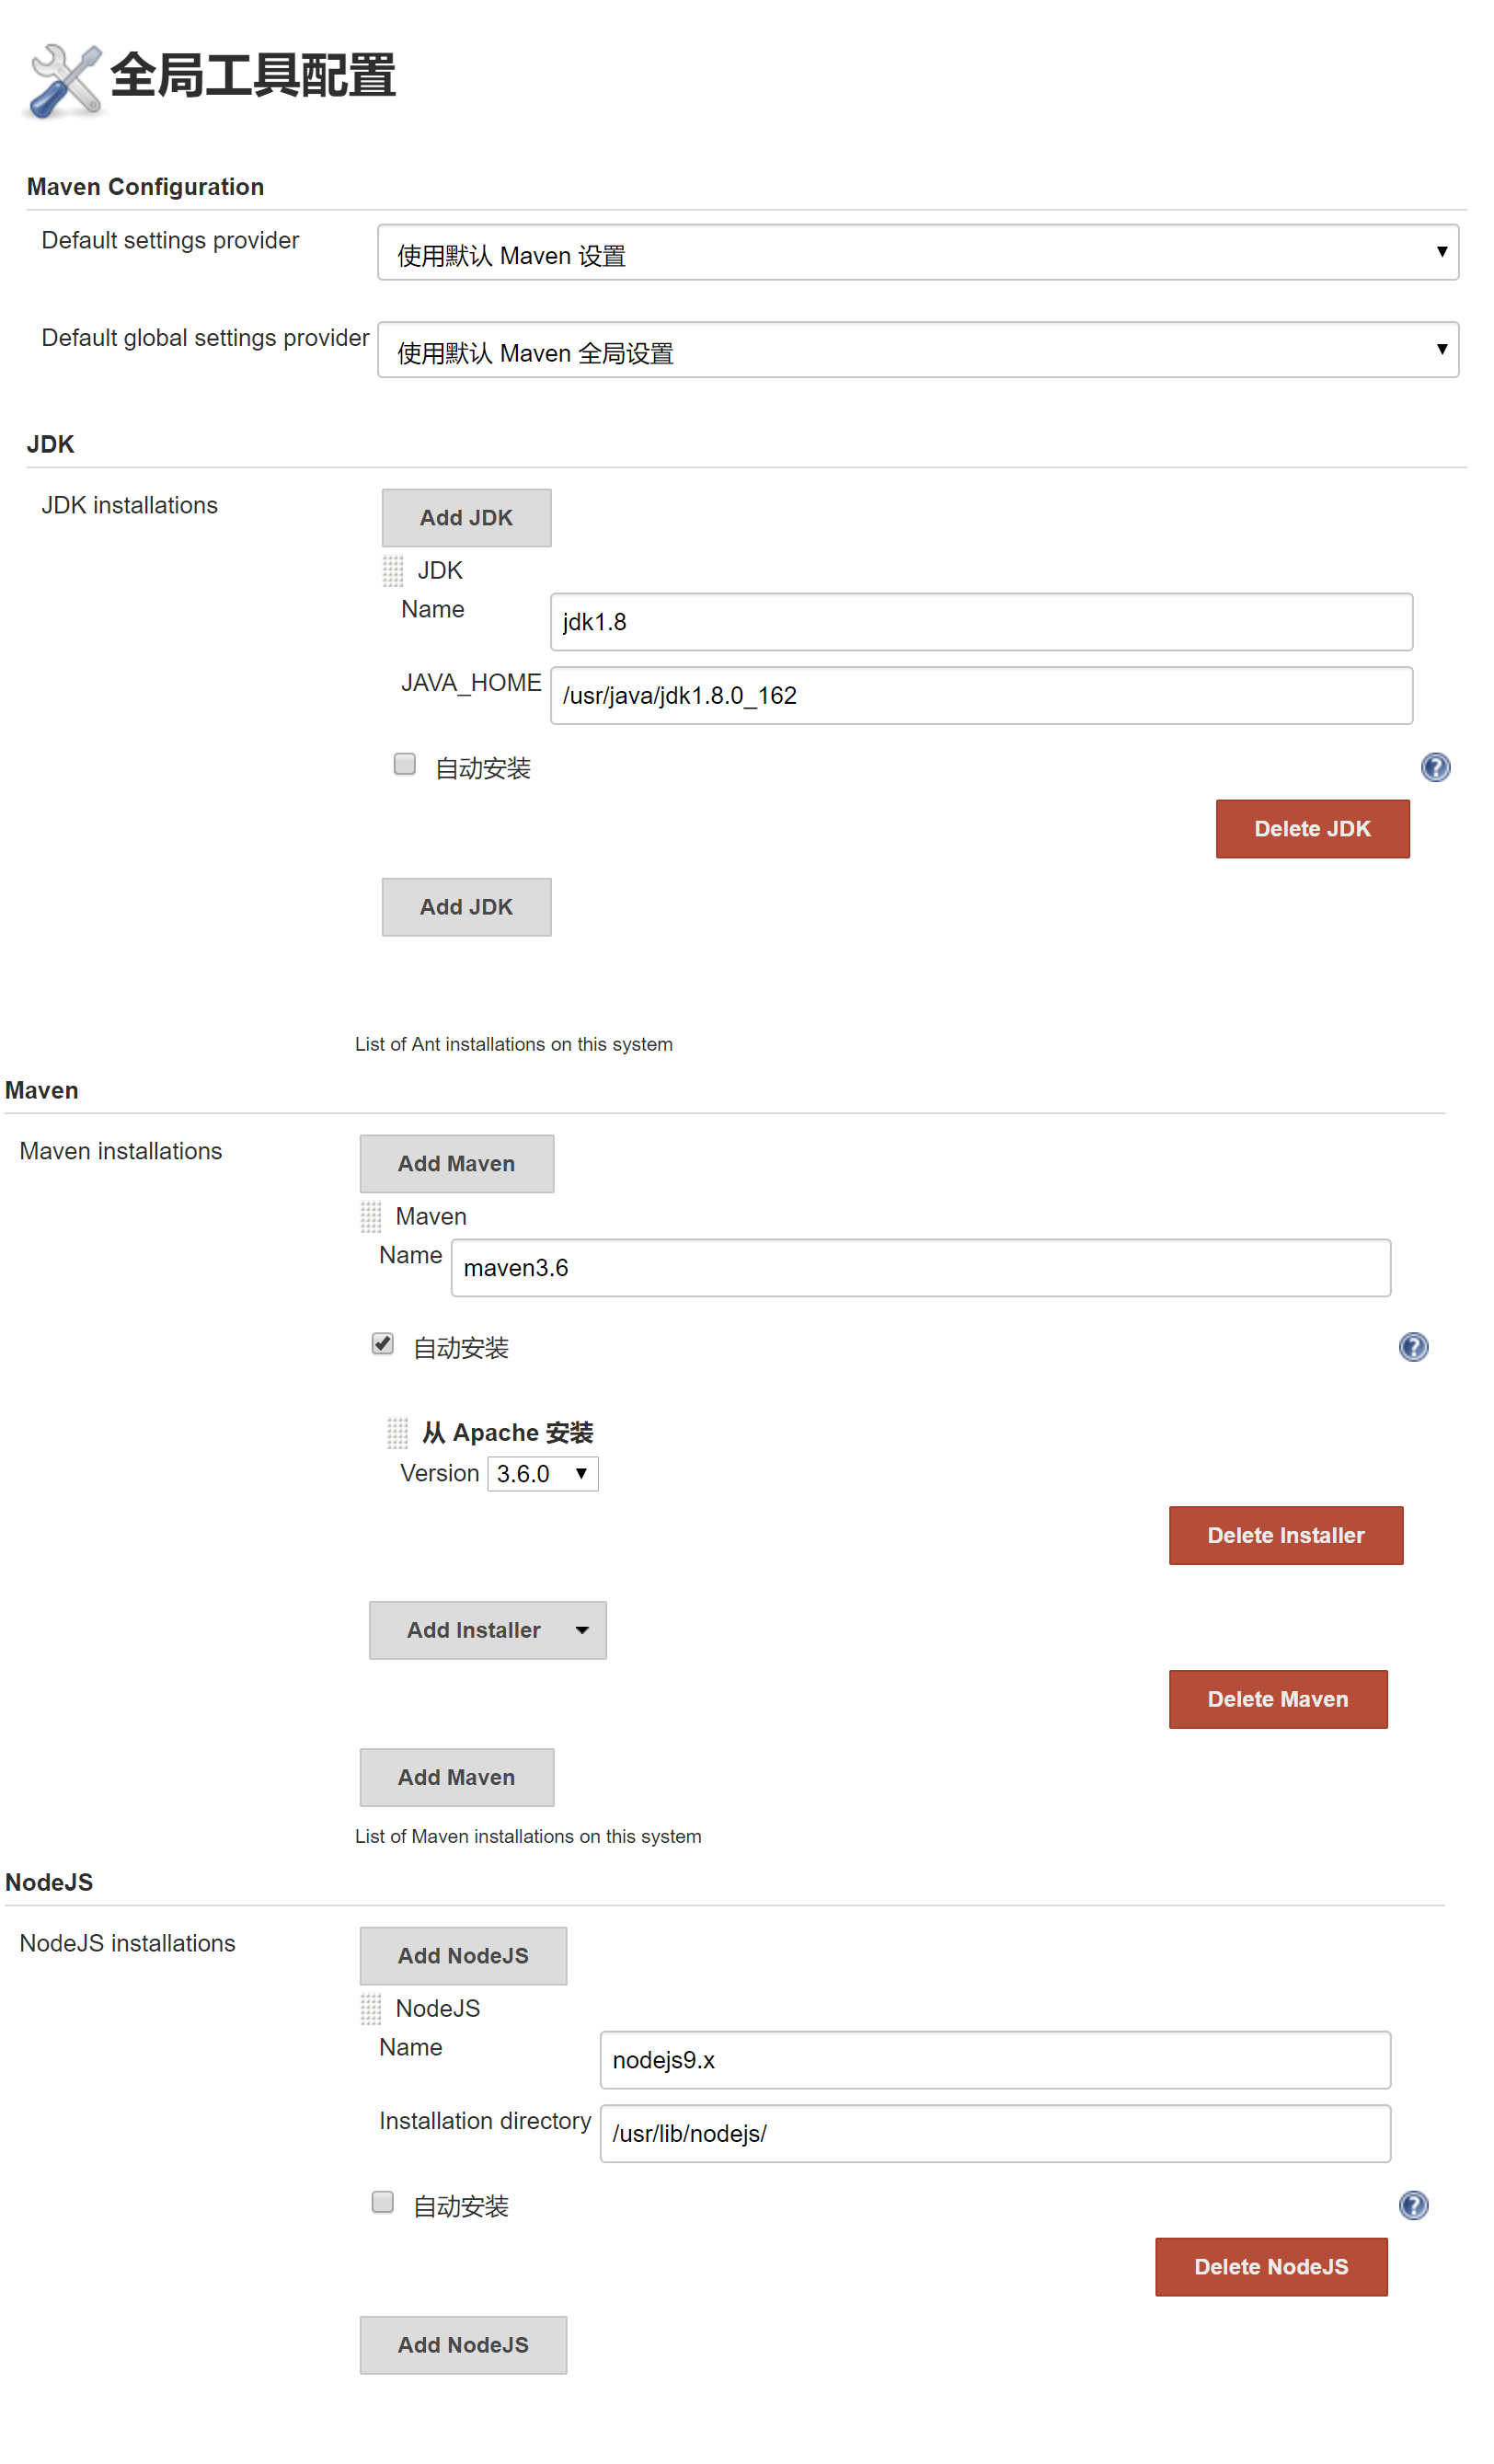 全局工具配置
Maven Configuration
Default settings provider
使用默认 Maven 设置
Default global settings provider
使用默认 Maven 全局设置
JDK
JDK installations
Add JDK
JDK
Name
jdk1.8
JAVA_HOME
/usr/java/jdk1.8.0_162
自动安装
Delete JDK
Add JDK
List of Ant installations on this system
Maven
Maven installations
Add Maven
Maven
Name
maven3.6
自动安装
从 Apache 安装
Version
3.6.0
Delete Installer
Add Installer
Delete Maven
Add Maven
List of Maven installations on this system
NodeJS
NodeJS installations
Add NodeJS
NodeJS
Name
nodejs9.x
Installation directory
/usr/lib/nodejs/
自动安装
Delete NodeJS
Add NodeJS